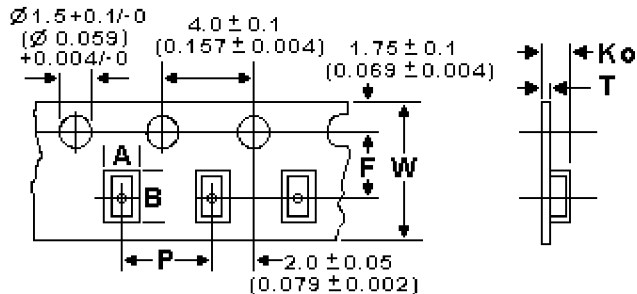 Ø1.5+0.1/-0
(Ø 0.059)
+0.004/-0
4.0 ± 0.1
(0.157 ± 0.004)
1.75 ± 0.1
(0.069 ± 0.004)
Ko
T
A
B
F
W
P
2.0 ± 0.05
(0.079 ± 0.002)